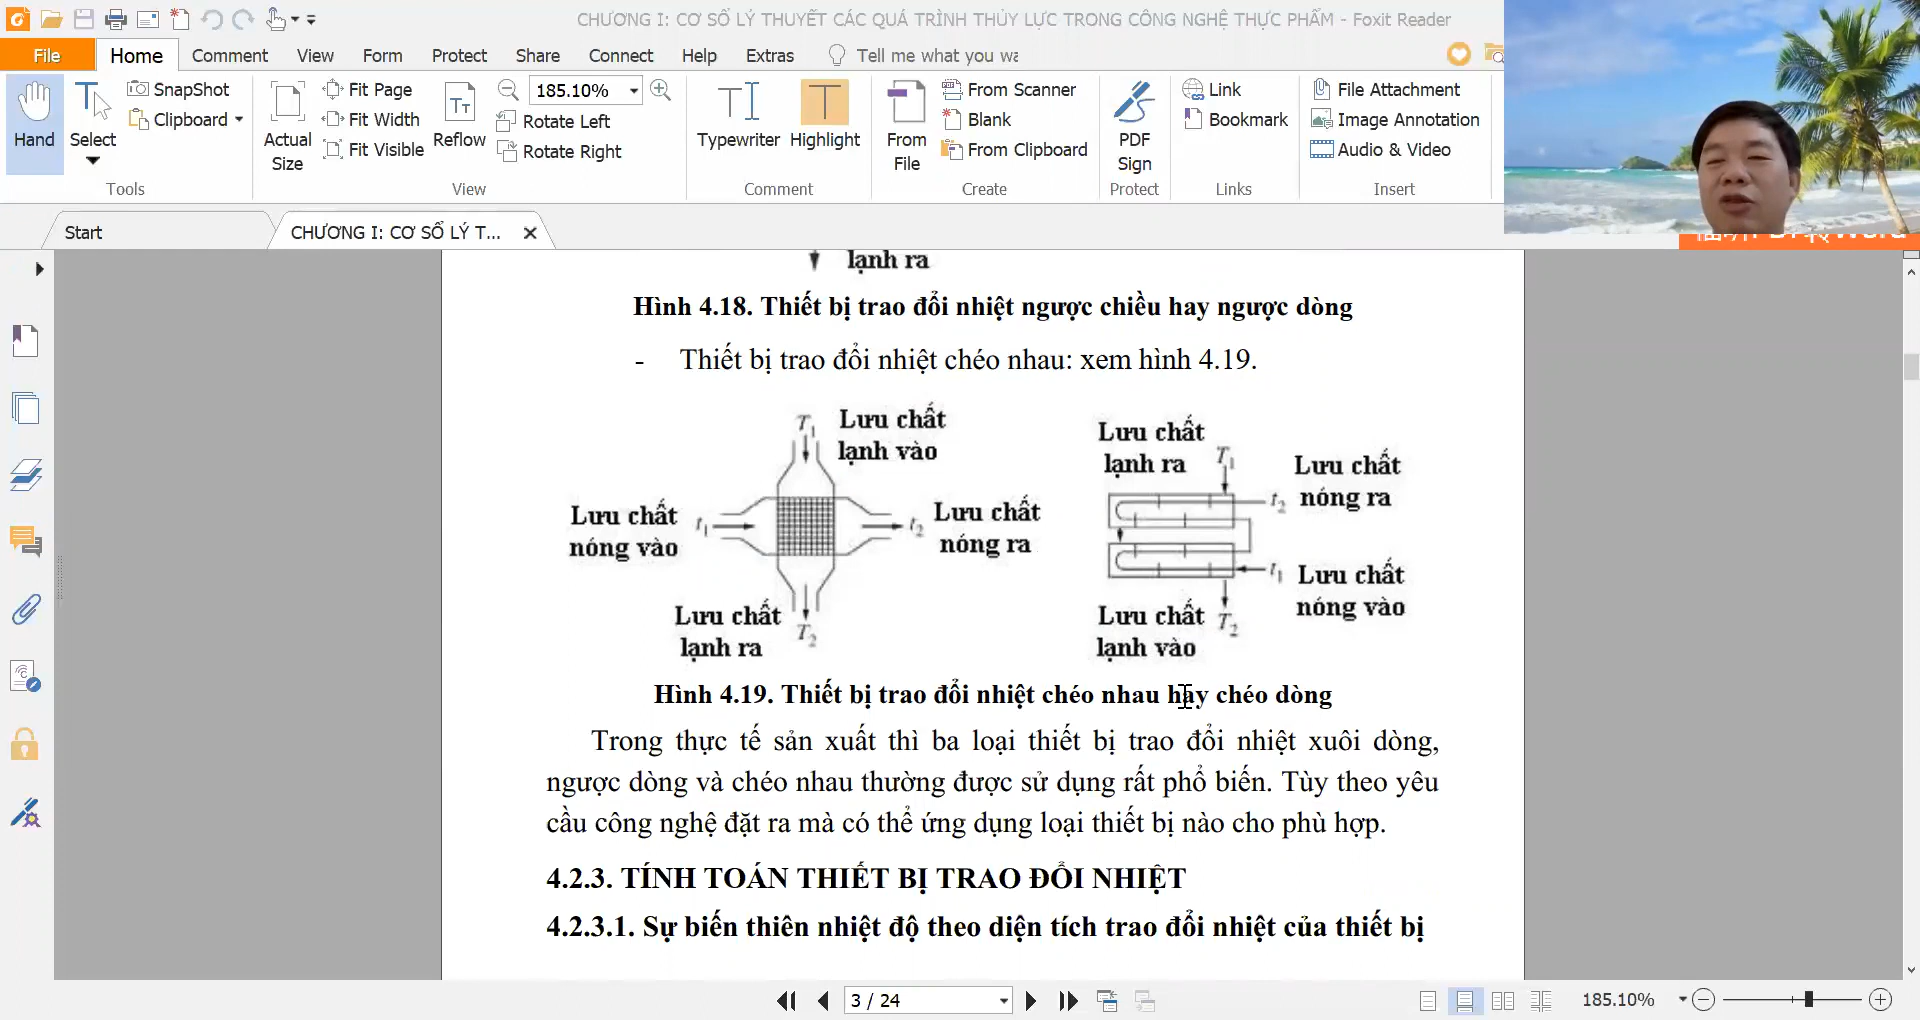 CHƯƠNG I: CƠ SỔ LÝ THUYẾT CÁC QUÁ TRÌNH THỦY LỰC TRONG CÔNG NGHỆ THỰC PHẨM - Foxit Reader
File Home Comment View Form Protect Share Connect Help Extras Tell me what you wa
Hand
Select
SnapShot
Clipboard
Tools
Actual Size
Fit Page
Fit Width
Fit Visible
Reflow
185.10%
Rotate Left
Rotate Right
View
Typewriter
Highlight
Comment
From File
From Scanner
Blank
From Clipboard
Create
PDF Sign
Protect
Link
Bookmark
Links
File Attachment
Image Annotation
Audio & Video
Insert
Start
CHƯƠNG I: CƠ SỔ LÝ T...
lạnh ra
Hình 4.18. Thiết bị trao đổi nhiệt ngược chiều hay ngược dòng
- Thiết bị trao đổi nhiệt chéo nhau: xem hình 4.19.
T1
Lưu chất
lạnh vào
Lưu chất
nóng vào
t1
t2
Lưu chất
nóng ra
Lưu chất
lạnh ra
T2
Lưu chất
lạnh ra
T1
Lưu chất
nóng ra
t2
t1
Lưu chất
nóng vào
Lưu chất
lạnh vào
T2
Hình 4.19. Thiết bị trao đổi nhiệt chéo nhau hay chéo dòng
Trong thực tế sản xuất thì ba loại thiết bị trao đổi nhiệt xuôi dòng,
ngược dòng và chéo nhau thường được sử dụng rất phổ biến. Tùy theo yêu
cầu công nghệ đặt ra mà có thể ứng dụng loại thiết bị nào cho phù hợp.
4.2.3. TÍNH TOÁN THIẾT BỊ TRAO ĐỔI NHIỆT
4.2.3.1. Sự biến thiên nhiệt độ theo diện tích trao đổi nhiệt của thiết bị
3 / 24
185.10%